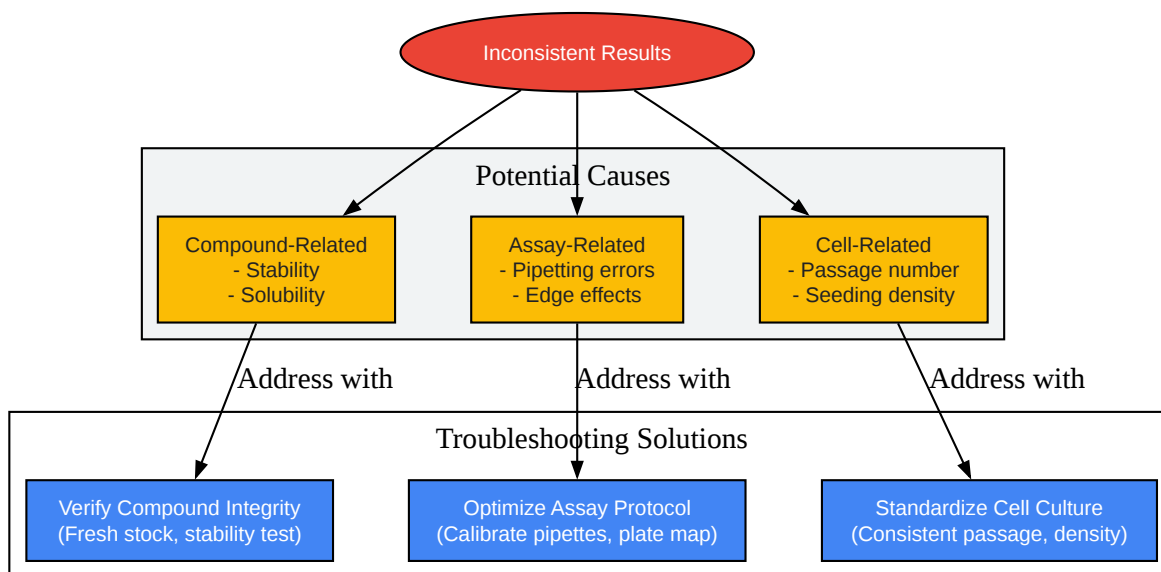 Inconsistent Results
Potential Causes
Compound-Related
- Stability
- Solubility
Assay-Related
- Pipetting errors
- Edge effects
Cell-Related
- Passage number
- Seeding density
Address with
Address with
Address with
Troubleshooting Solutions
Verify Compound Integrity
(Fresh stock, stability test)
Optimize Assay Protocol
(Calibrate pipettes, plate map)
Standardize Cell Culture
(Consistent passage, density)